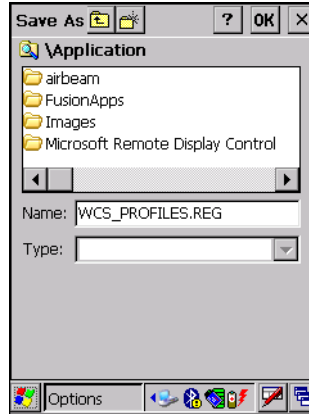 Save As ? OK ×
\Application
airbeam
FusionApps
Images
Microsoft Remote Display Control
Name: WCS_PROFILES.REG
Type:
Options